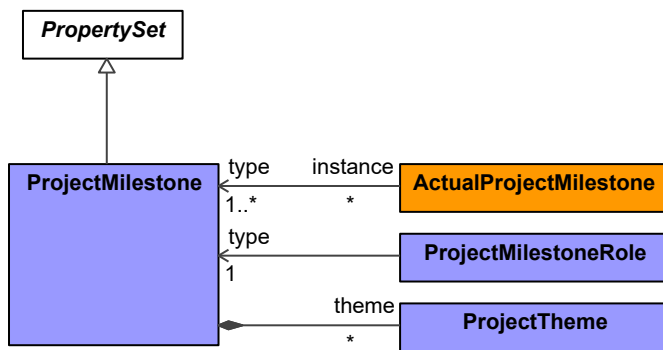 PropertySet
type instance
ProjectMilestone ActualProjectMilestone
1..* *
type
ProjectMilestoneRole
1
theme
ProjectTheme
*